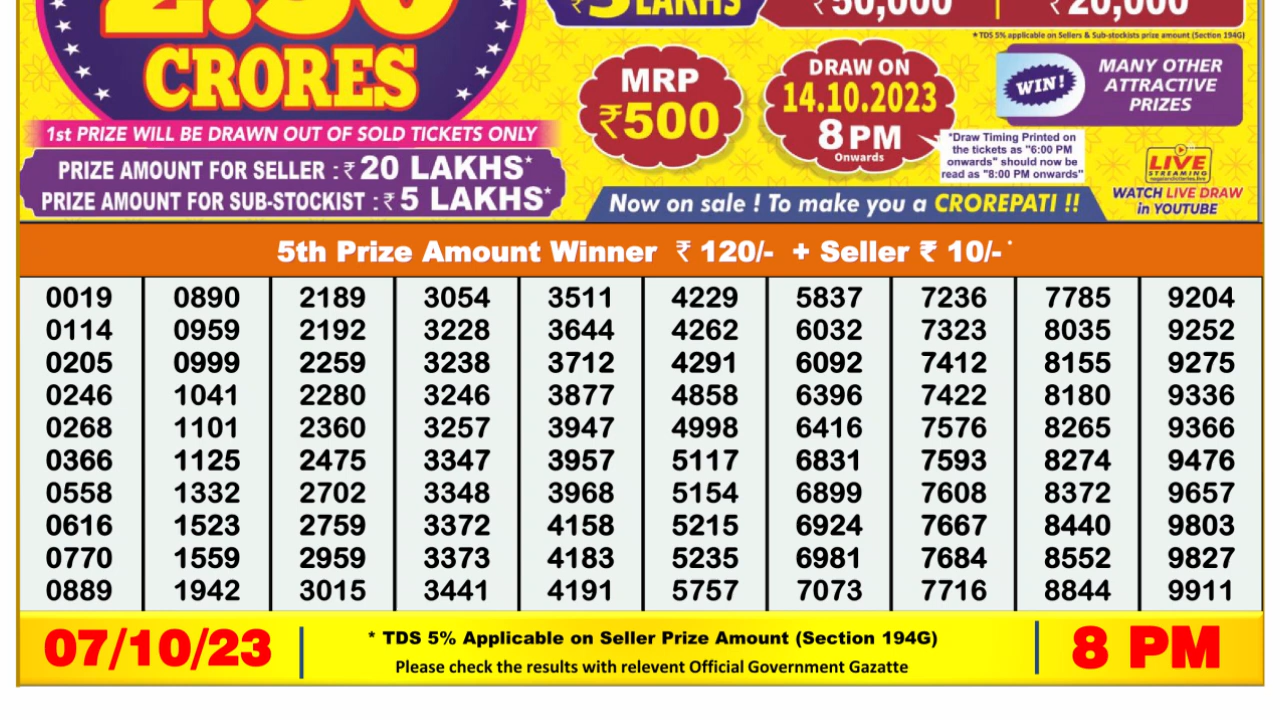 2.50
CRORES
1st PRIZE WILL BE DRAWN OUT OF SOLD TICKETS ONLY
PRIZE AMOUNT FOR SELLER : ₹ 20 LAKHS*
PRIZE AMOUNT FOR SUB-STOCKIST : ₹ 5 LAKHS*
LAKHS
₹50,000 | ₹20,000
*TDS 5% applicable on Sellers & Sub-stockists prize amount (Section 194G)
MRP
₹500
DRAW ON
14.10.2023
8 PM
Onwards
WIN!
MANY OTHER
ATTRACTIVE
PRIZES
*Draw Timing Printed on
the tickets as "6:00 PM
onwards" should now be
read as "8:00 PM onwards"
LIVE
STREAMING
WATCH LIVE DRAW
in YOUTUBE
Now on sale ! To make you a CROREPATI !!
5th Prize Amount Winner ₹ 120/- + Seller ₹ 10/-*
0019 0890 2189 3054 3511 4229 5837 7236 7785 9204
0114 0959 2192 3228 3644 4262 6032 7323 8035 9252
0205 0999 2259 3238 3712 4291 6092 7412 8155 9275
0246 1041 2280 3246 3877 4858 6396 7422 8180 9336
0268 1101 2360 3257 3947 4998 6416 7576 8265 9366
0366 1125 2475 3347 3957 5117 6831 7593 8274 9476
0558 1332 2702 3348 3968 5154 6899 7608 8372 9657
0616 1523 2759 3372 4158 5215 6924 7667 8440 9803
0770 1559 2959 3373 4183 5235 6981 7684 8552 9827
0889 1942 3015 3441 4191 5757 7073 7716 8844 9911
07/10/23
* TDS 5% Applicable on Seller Prize Amount (Section 194G)
Please check the results with relevent Official Government Gazatte
8 PM